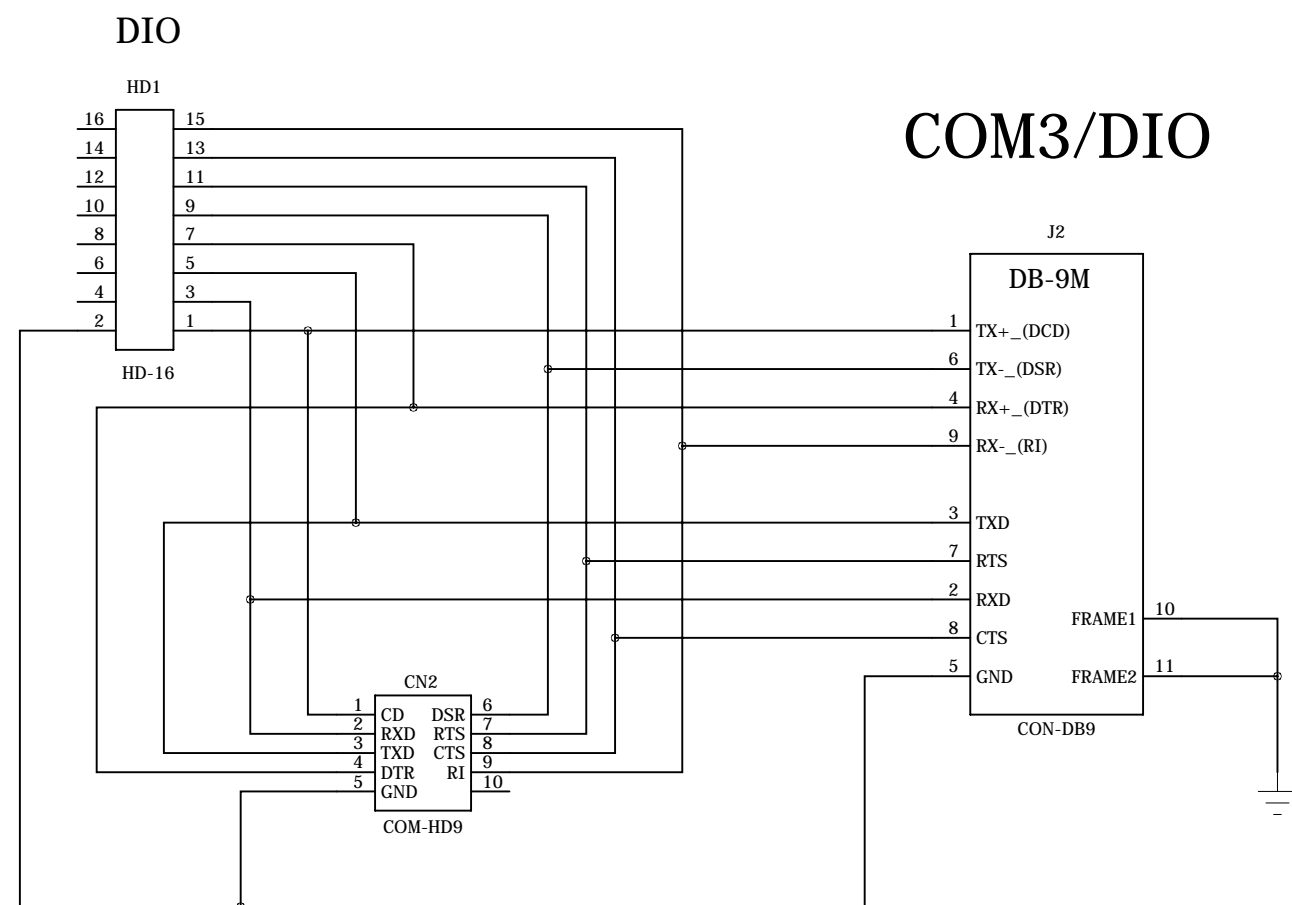 DIO
HD1
COM3/DIO
16 15
14 13
12 11
10 9
8 7
6 5
4 3
2 1
HD-16
J2
DB-9M
1 TX+_(DCD)
6 TX-_(DSR)
4 RX+_(DTR)
9 RX-_(RI)
3 TXD
7 RTS
2 RXD
8 CTS
5 GND
FRAME1 10
FRAME2 11
CON-DB9
CN2
1 CD DSR 6
2 RXD RTS 7
3 TXD CTS 8
4 DTR RI 9
5 GND 10
COM-HD9